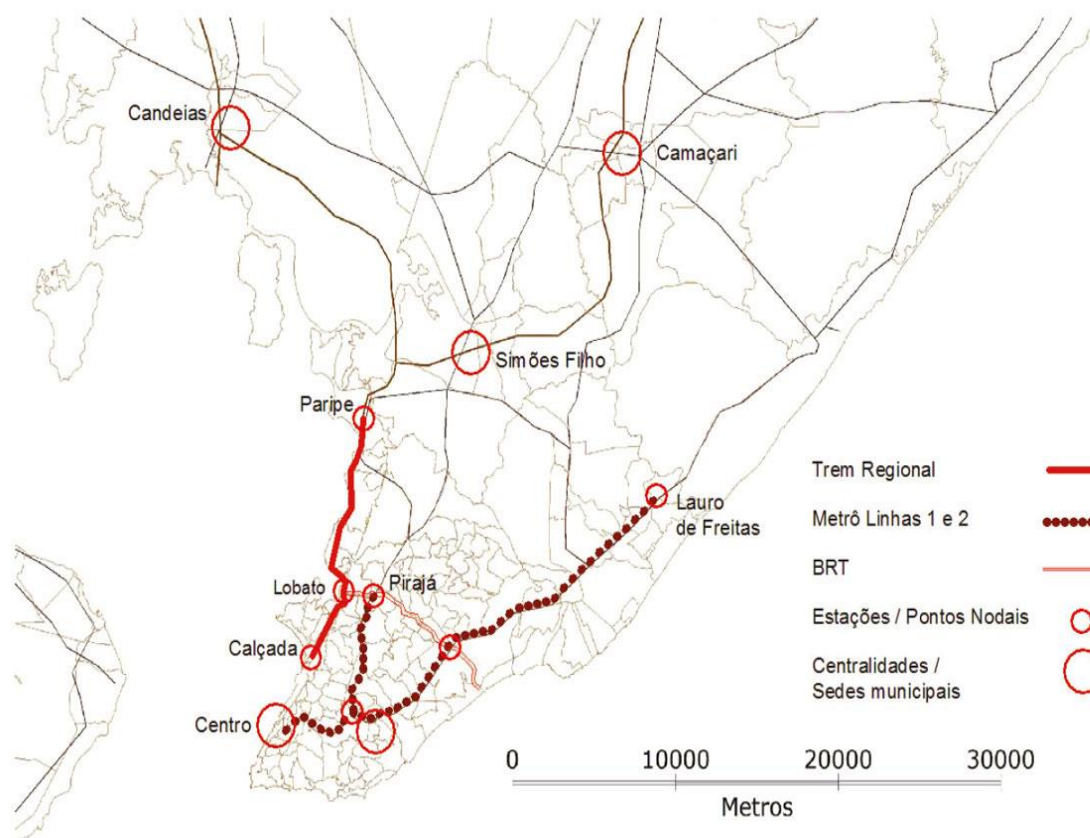 Candeias
Camaçari
Simões Filho
Paripe
Lauro
de Freitas
Lobato
Pirajá
Calçada
Centro
Trem Regional
Metrô Linhas 1 e 2
BRT
Estações / Pontos Nodais
Centralidades /
Sedes municipais
0 10000 20000 30000
Metros